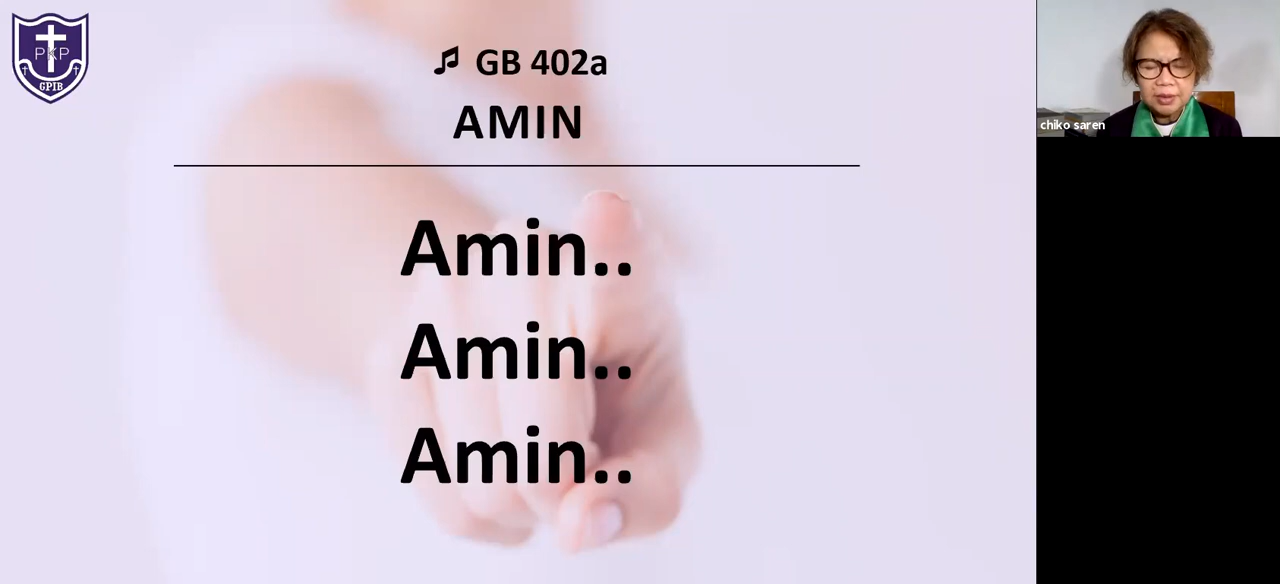 PKP
GPIB
♫ GB 402a
AMIN
Amin..
Amin..
Amin..
chiko saren